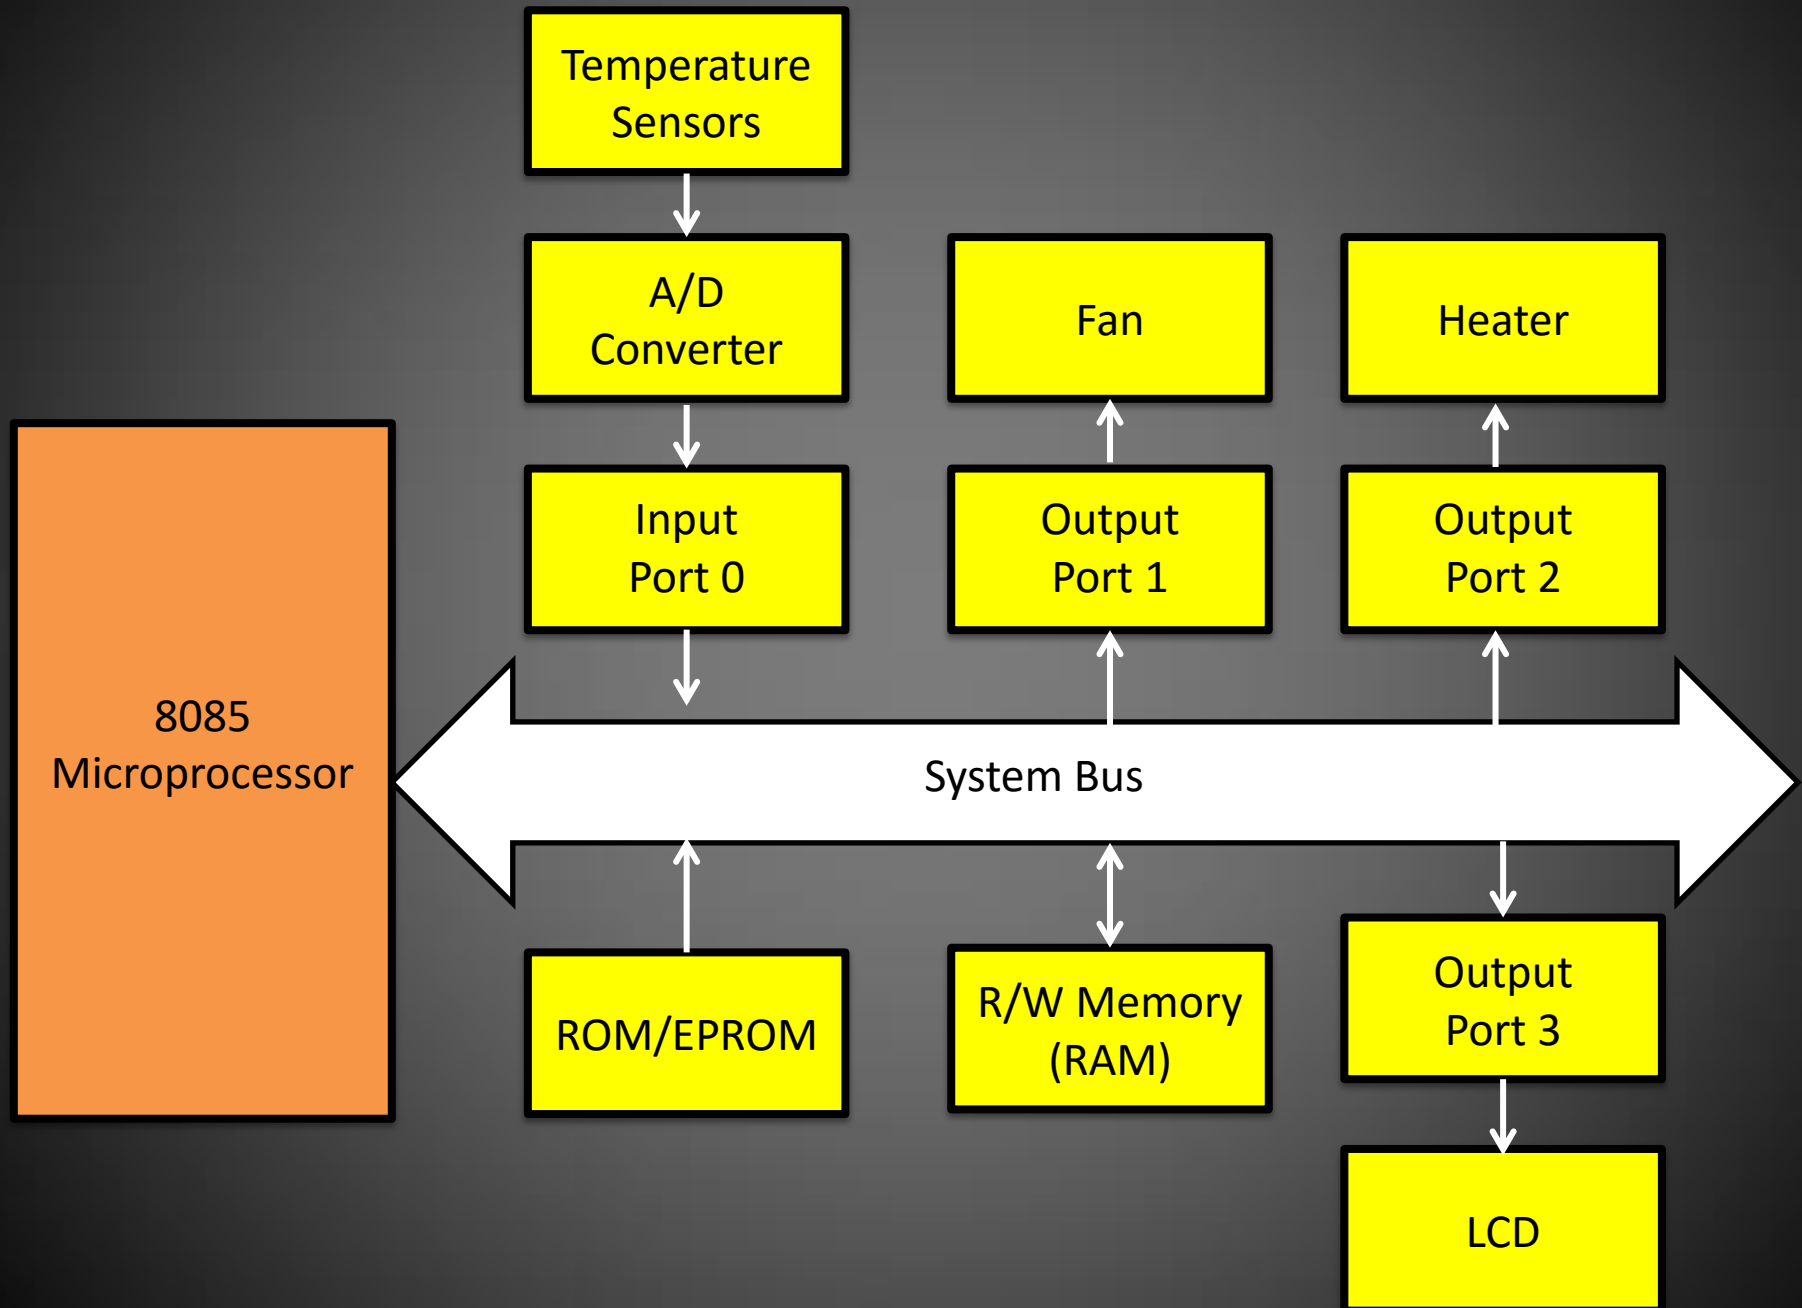 Temperature
Sensors
A/D
Converter
Fan
Heater
Input
Port 0
Output
Port 1
Output
Port 2
8085
Microprocessor
System Bus
ROM/EPROM
R/W Memory
(RAM)
Output
Port 3
LCD